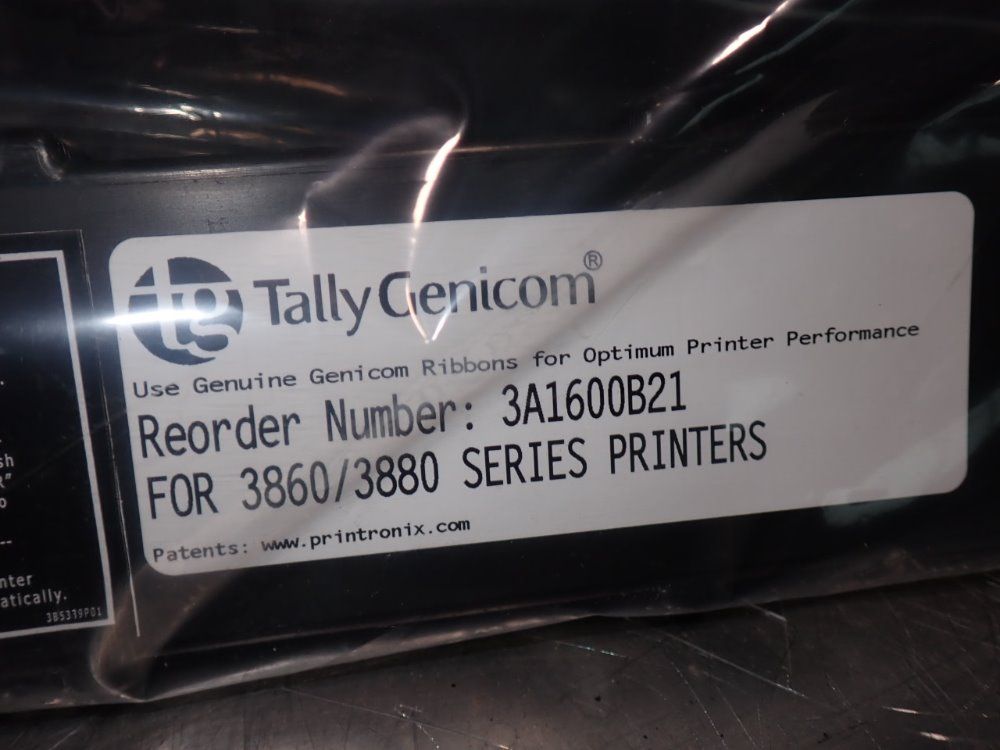 tg TallyGenicom®
Use Genuine Genicom Ribbons for Optimum Printer Performance
Reorder Number: 3A1600B21
FOR 3860/3880 SERIES PRINTERS
Patents: www.printronix.com
sh
R"
o
--
nter
atically.
3B5339P01